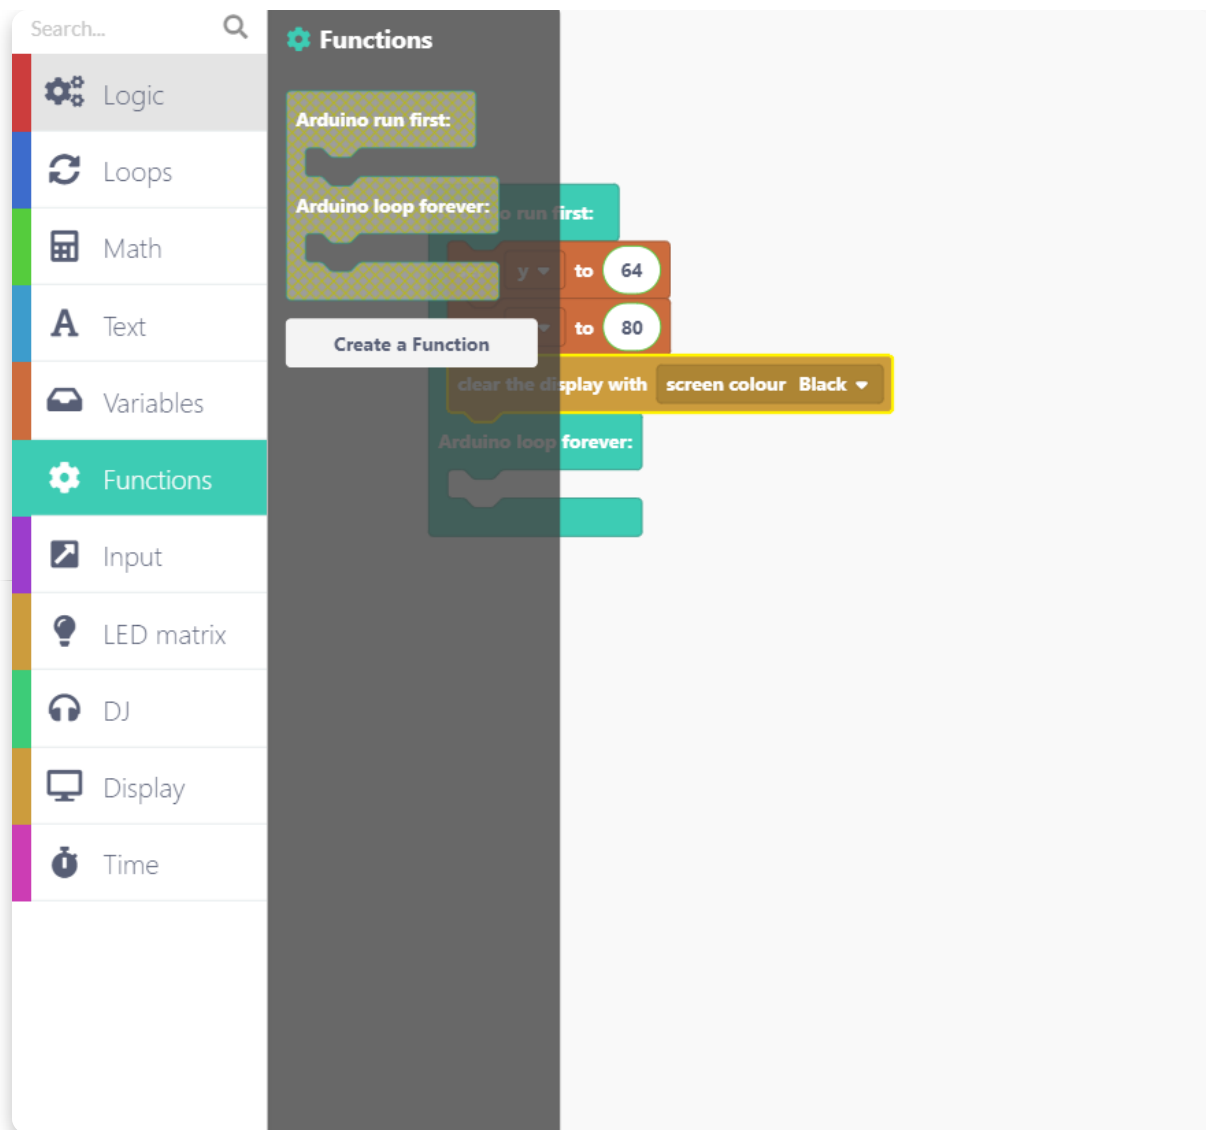 Search...
Logic
Loops
Math
Text
Variables
Functions
Input
LED matrix
DJ
Display
Time
Functions
Arduino run first:
Arduino loop forever:
Create a Function
o run first:
y to 64
to 80
clear the display with screen colour Black
Arduino loop forever: